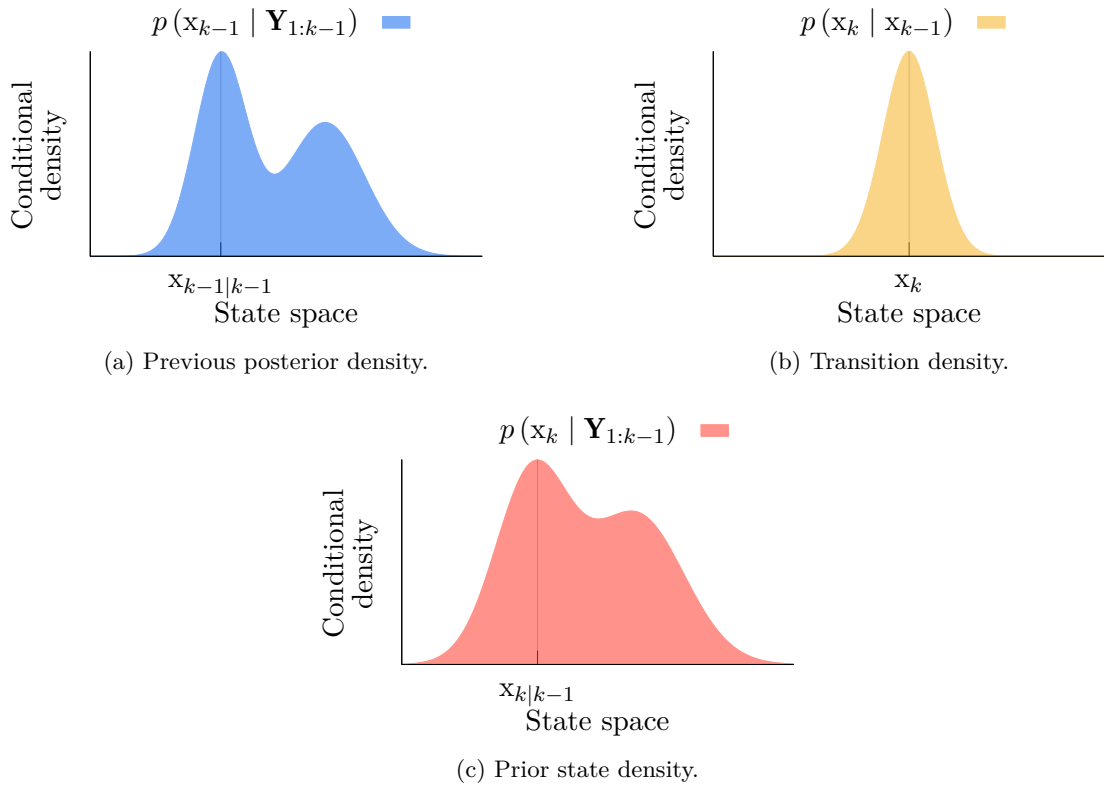 p (x_{k−1} | Y_{1:k−1})
Conditional
density
x_{k−1|k−1}
State space
(a) Previous posterior density.
p (x_k | x_{k−1})
Conditional
density
x_k
State space
(b) Transition density.
p (x_k | Y_{1:k−1})
Conditional
density
x_{k|k−1}
State space
(c) Prior state density.